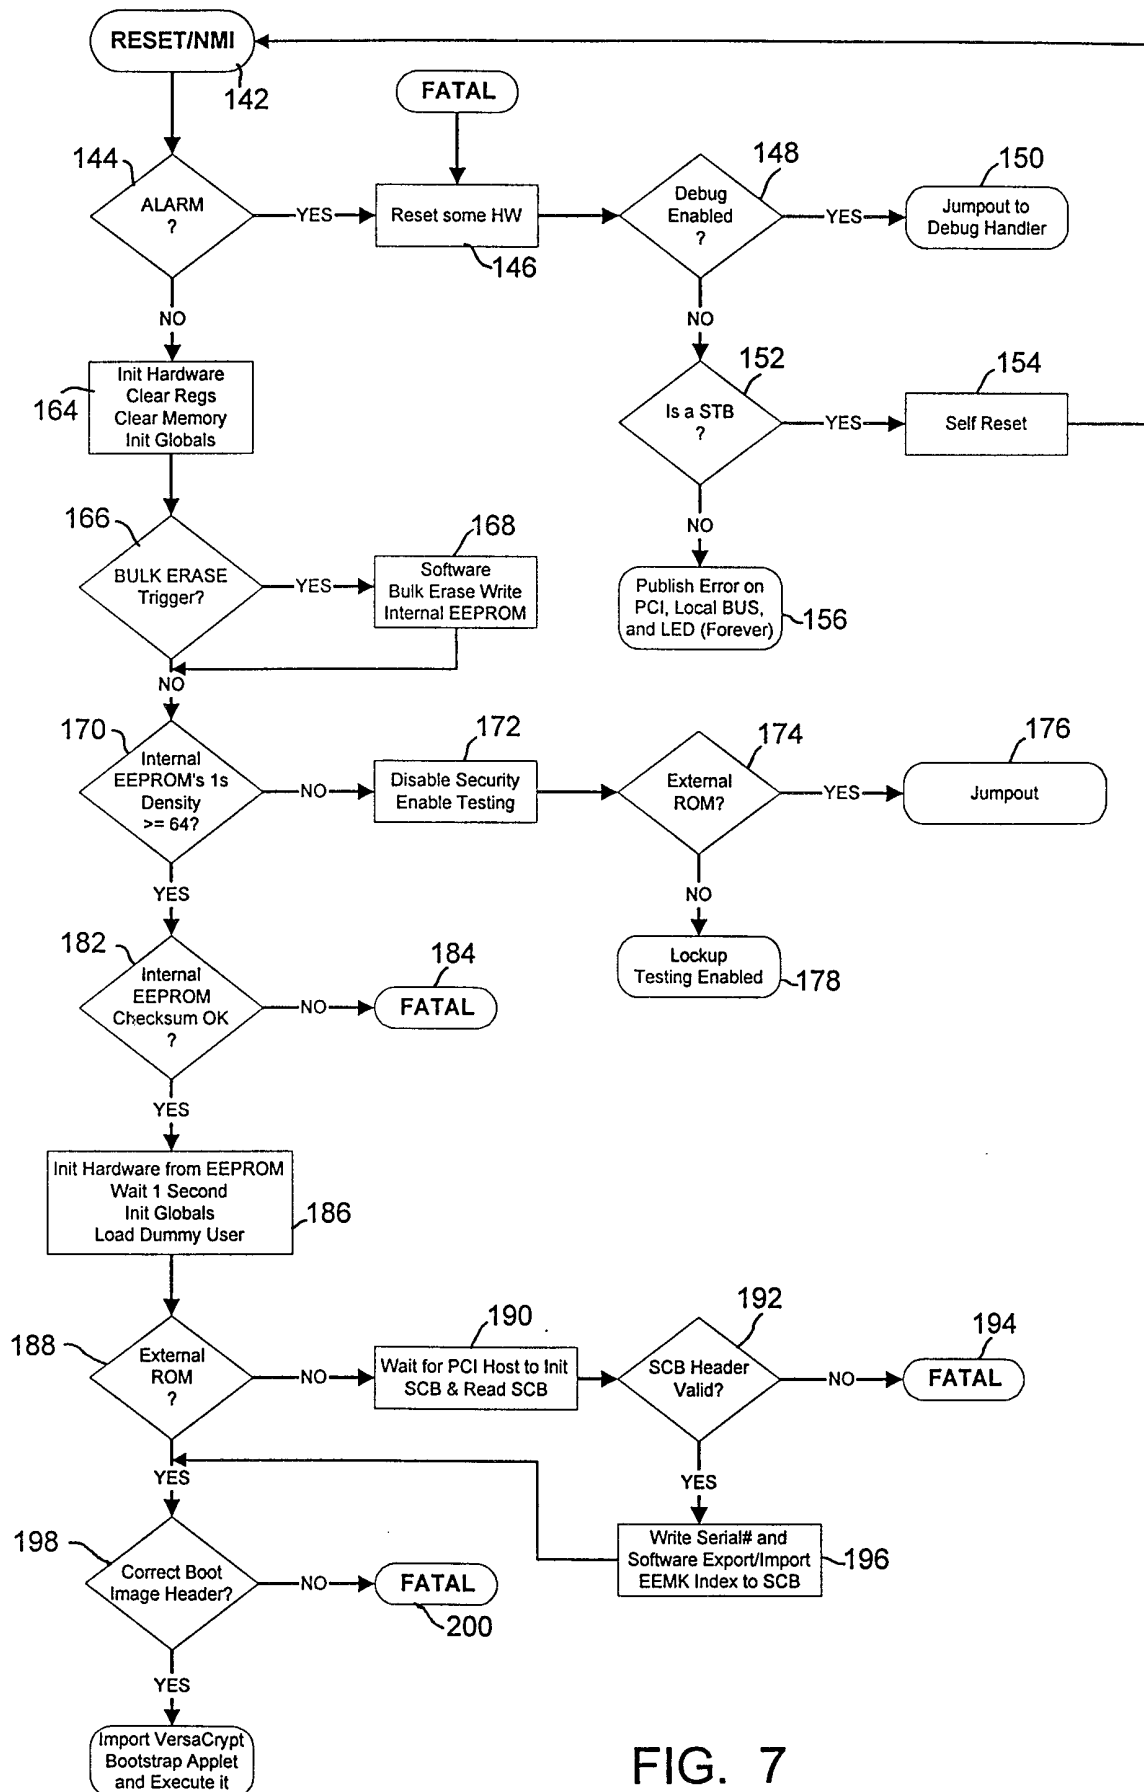 RESET/NMI
142
FATAL
144
ALARM
?
YES
Reset some HW
146
148
Debug
Enabled
?
YES
150
Jumpout to
Debug Handler
NO
NO
164
Init Hardware
Clear Regs
Clear Memory
Init Globals
152
Is a STB
?
YES
154
Self Reset
NO
Publish Error on
PCI, Local BUS,
and LED (Forever)
156
166
BULK ERASE
Trigger?
YES
168
Software
Bulk Erase Write
Internal EEPROM
NO
170
Internal
EEPROM's 1s
Density
>= 64?
NO
172
Disable Security
Enable Testing
174
External
ROM?
YES
176
Jumpout
YES
NO
Lockup
Testing Enabled
178
182
Internal
EEPROM
Checksum OK
?
NO
184
FATAL
YES
Init Hardware from EEPROM
Wait 1 Second
Init Globals
Load Dummy User
186
188
External
ROM
?
NO
190
Wait for PCI Host to Init
SCB & Read SCB
192
SCB Header
Valid?
NO
194
FATAL
YES
YES
Write Serial# and
Software Export/Import
EEMK Index to SCB
196
198
Correct Boot
Image Header?
NO
FATAL
200
YES
Import VersaCrypt
Bootstrap Applet
and Execute it
FIG. 7